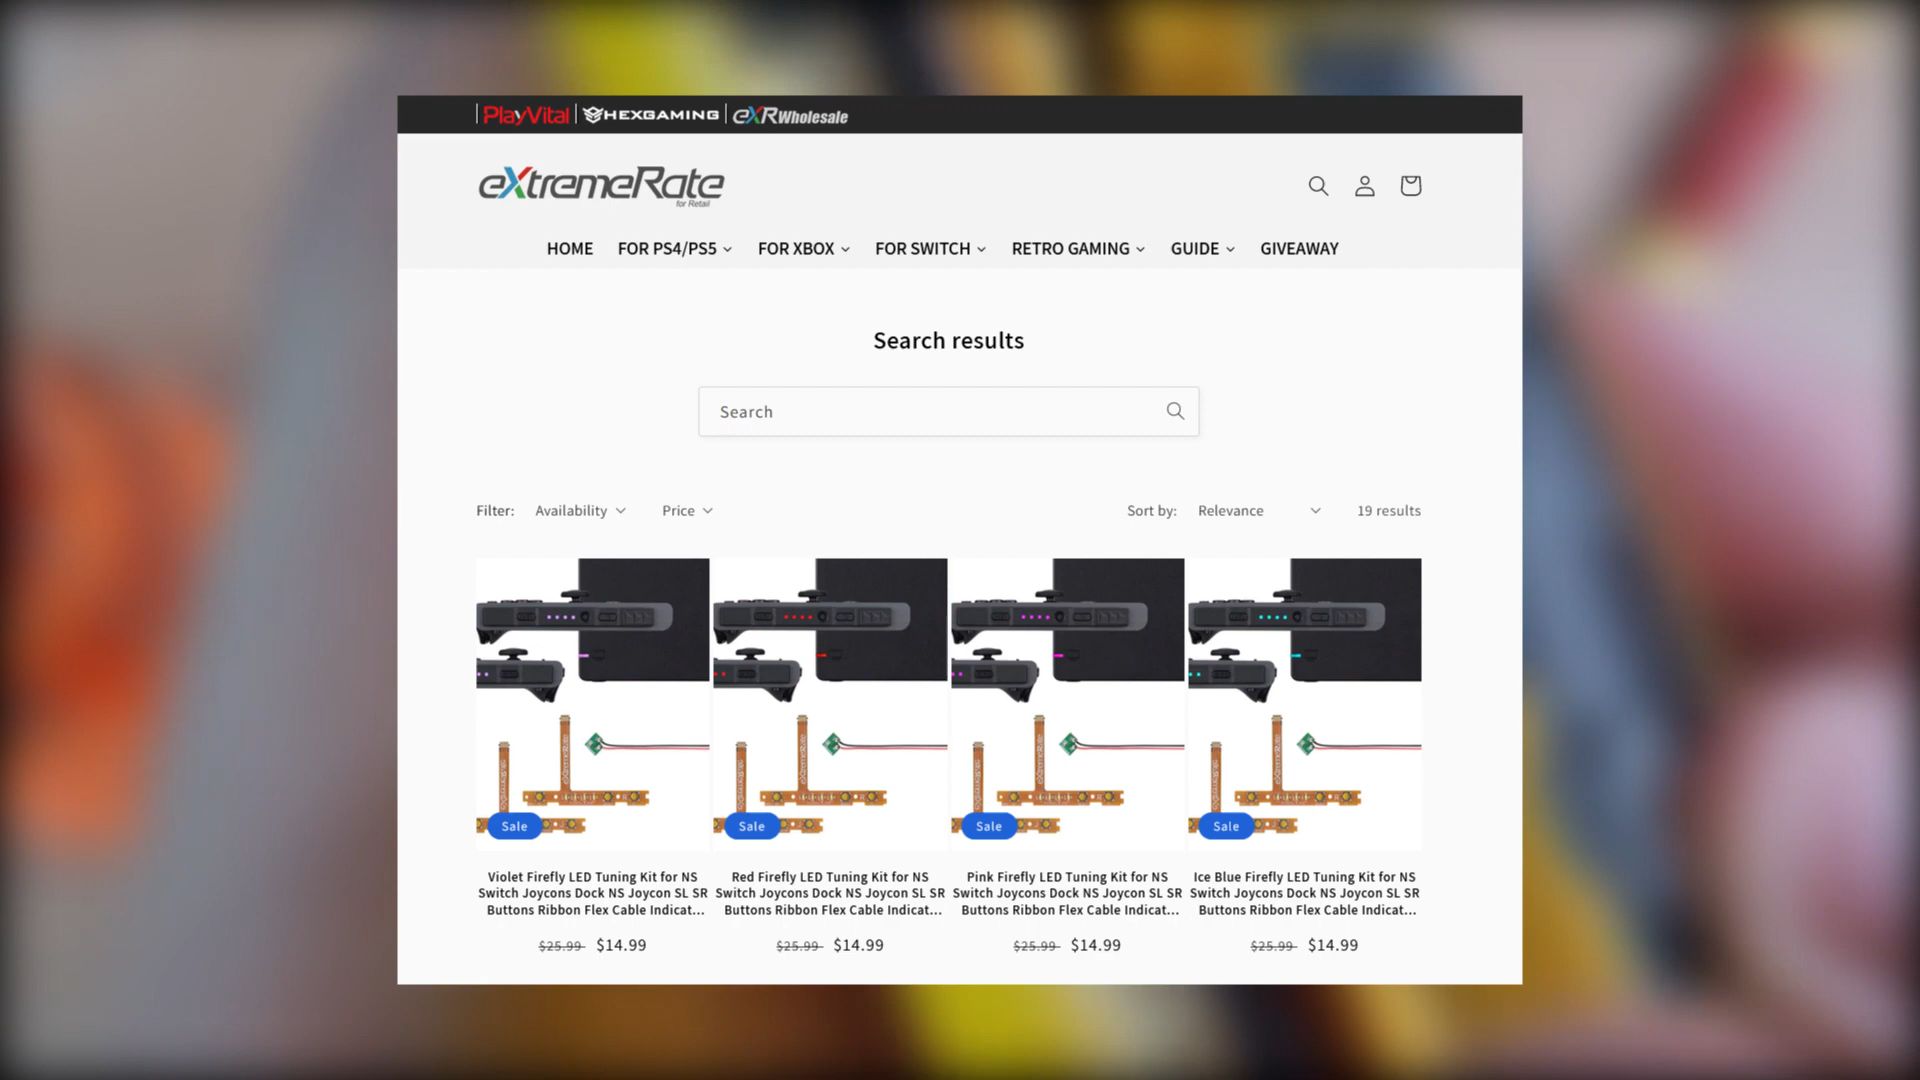 PlayVital HEXGAMING eXRWholesale
eXtremeRate
for Retail
HOME FOR PS4/PS5 FOR XBOX FOR SWITCH RETRO GAMING GUIDE GIVEAWAY
Search results
Search
Filter: Availability Price Sort by: Relevance 19 results
Sale Sale Sale Sale
Violet Firefly LED Tuning Kit for NS
Switch Joycons Dock NS Joycon SL SR
Buttons Ribbon Flex Cable Indicat...
$25.99 $14.99
Red Firefly LED Tuning Kit for NS
Switch Joycons Dock NS Joycon SL SR
Buttons Ribbon Flex Cable Indicat...
$25.99 $14.99
Pink Firefly LED Tuning Kit for NS
Switch Joycons Dock NS Joycon SL SR
Buttons Ribbon Flex Cable Indicat...
$25.99 $14.99
Ice Blue Firefly LED Tuning Kit for NS
Switch Joycons Dock NS Joycon SL SR
Buttons Ribbon Flex Cable Indicat...
$25.99 $14.99